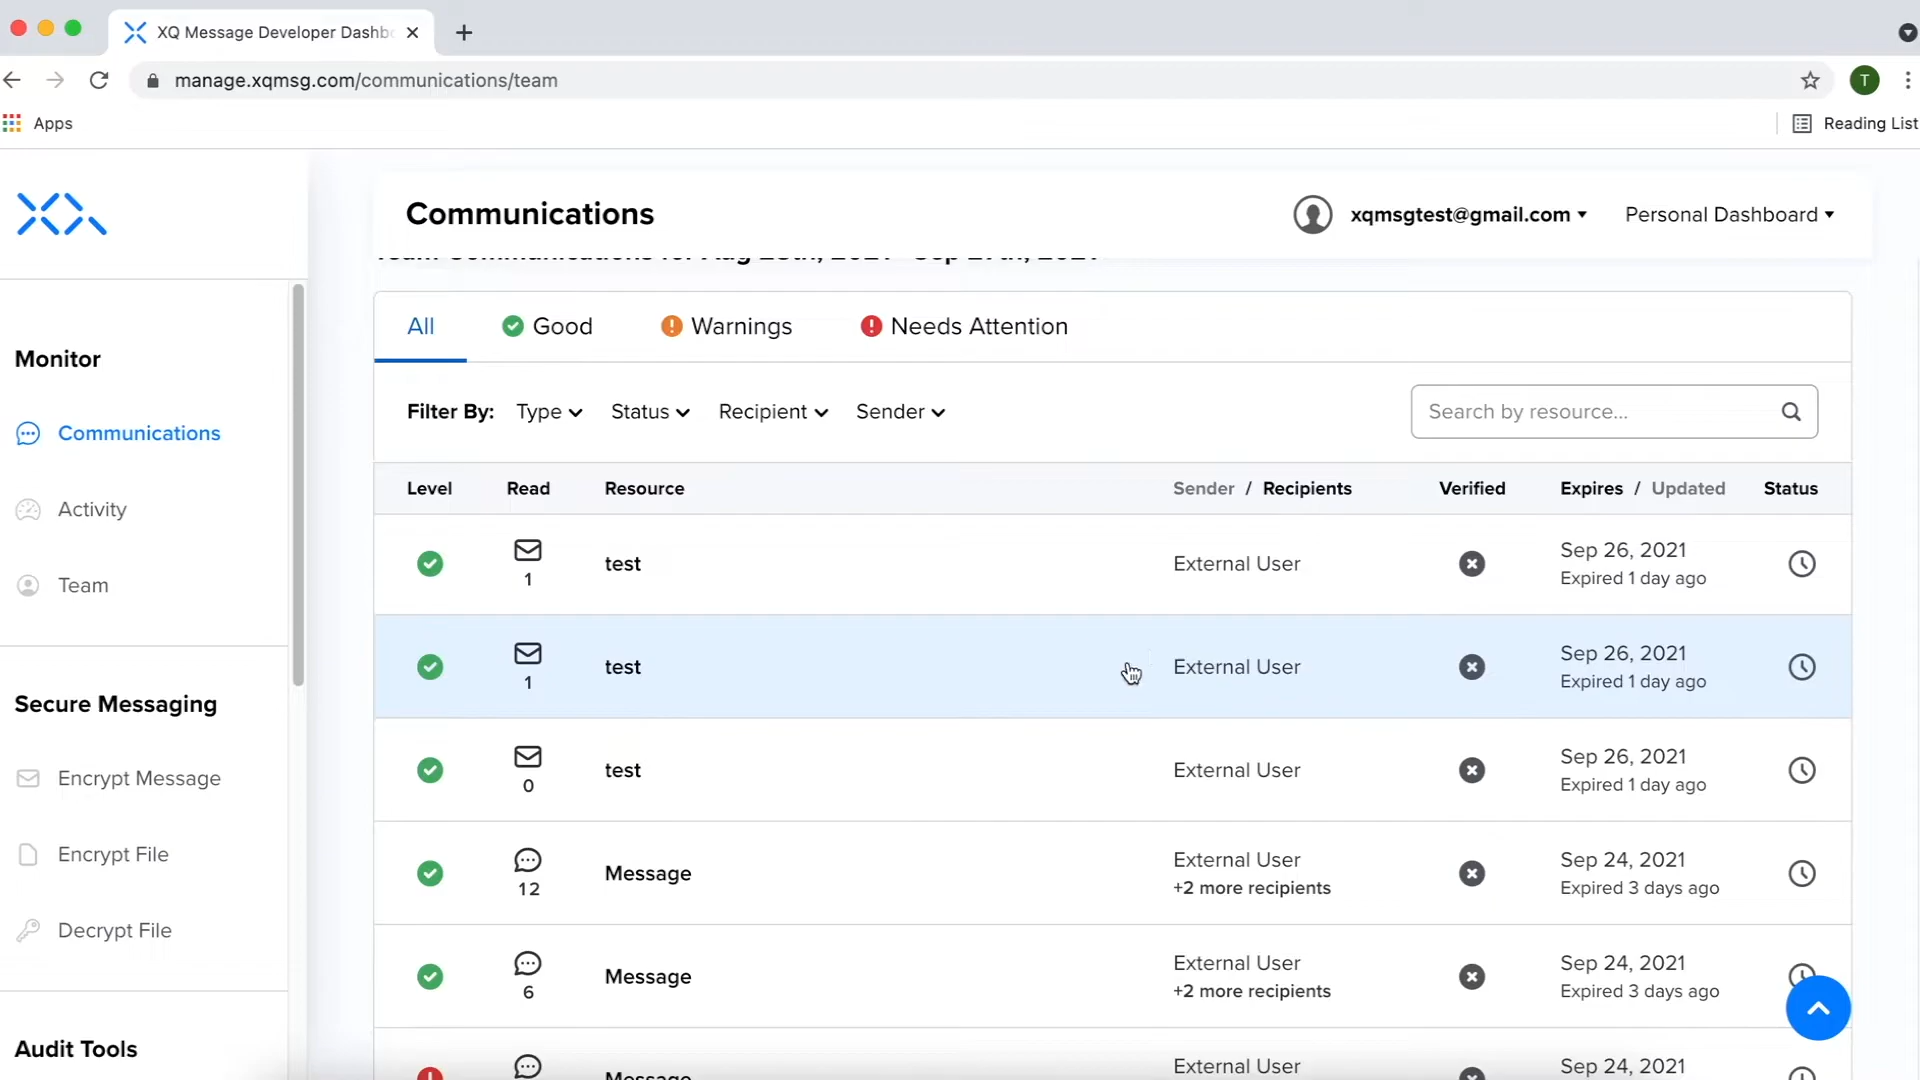 XQ Message Developer Dashb
manage.xqmsg.com/communications/team
T
Apps
Reading List
Communications
xqmsgtest@gmail.com
Personal Dashboard
All
Good
Warnings
Needs Attention
Monitor
Communications
Activity
Team
Secure Messaging
Encrypt Message
Encrypt File
Decrypt File
Audit Tools
Filter By: Type Status Recipient Sender
Search by resource...
Level Read Resource Sender / Recipients Verified Expires / Updated Status
1 test External User Sep 26, 2021
Expired 1 day ago
1 test External User Sep 26, 2021
Expired 1 day ago
0 test External User Sep 26, 2021
Expired 1 day ago
12 Message External User Sep 24, 2021
+2 more recipients Expired 3 days ago
6 Message External User Sep 24, 2021
+2 more recipients Expired 3 days ago
Message External User Sep 24, 2021